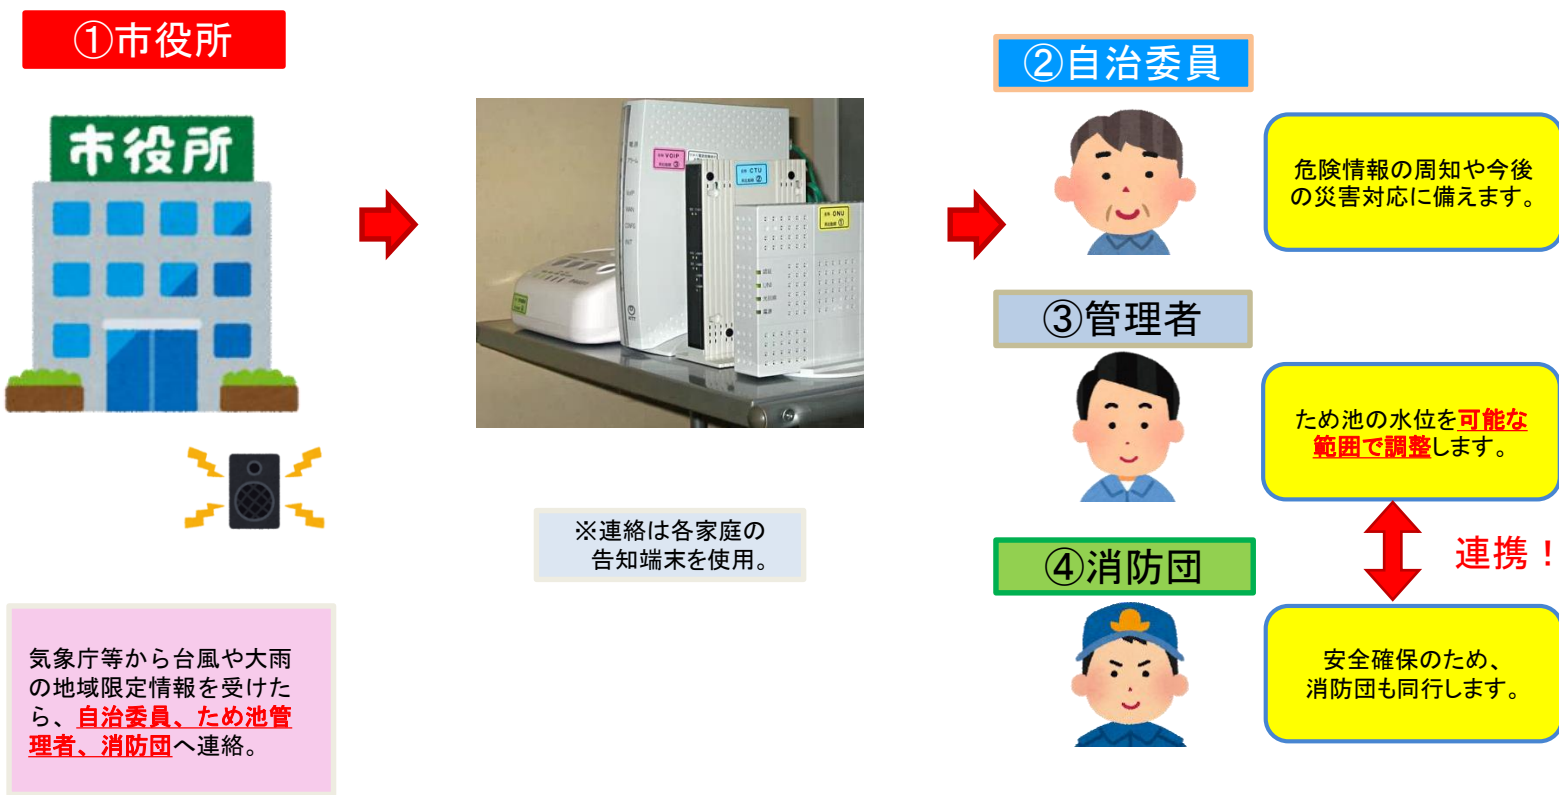 ①市役所
市役所
気象庁等から台風や大雨
の地域限定情報を受けた
ら、自治委員、ため池管
理者、消防団へ連絡。
VOIP
CTU
ONU
※連絡は各家庭の
告知端末を使用。
②自治委員
危険情報の周知や今後
の災害対応に備えます。
③管理者
ため池の水位を可能な
範囲で調整します。
連携！
④消防団
安全確保のため、
消防団も同行します。